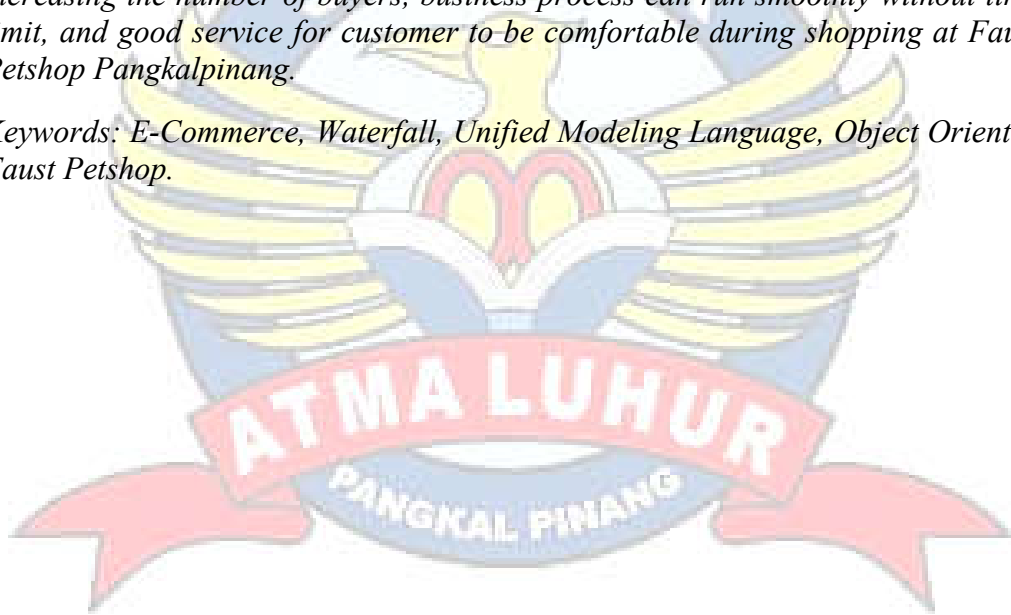 increasing the number of buyers, business process can run smoothly without
limit, and good service for customer to be comfortable during shopping at
Petshop Pangkalpinang.
Keywords: E-Commerce, Waterfall, Unified Modeling Language, Object
Faust Petshop.
ATMA LUHUR
PANGKAL PINANG